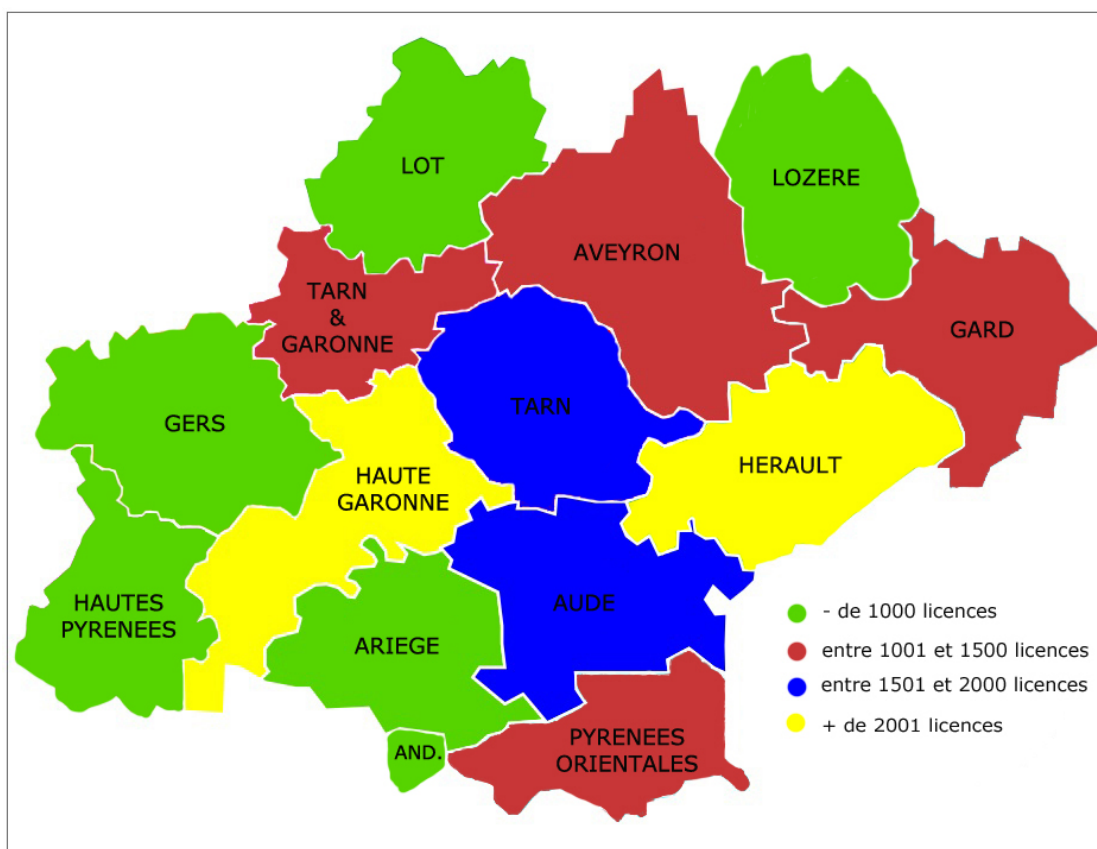 LOT
LOZERE
AVEYRON
TARN
&
GARONNE
GARD
GERS
TARN
HAUTE
GARONNE
HERAULT
HAUTES
PYRENEES
ARIEGE
AUDE
AND.
PYRENEES
ORIENTALES
- de 1000 licences
entre 1001 et 1500 licences
entre 1501 et 2000 licences
+ de 2001 licences